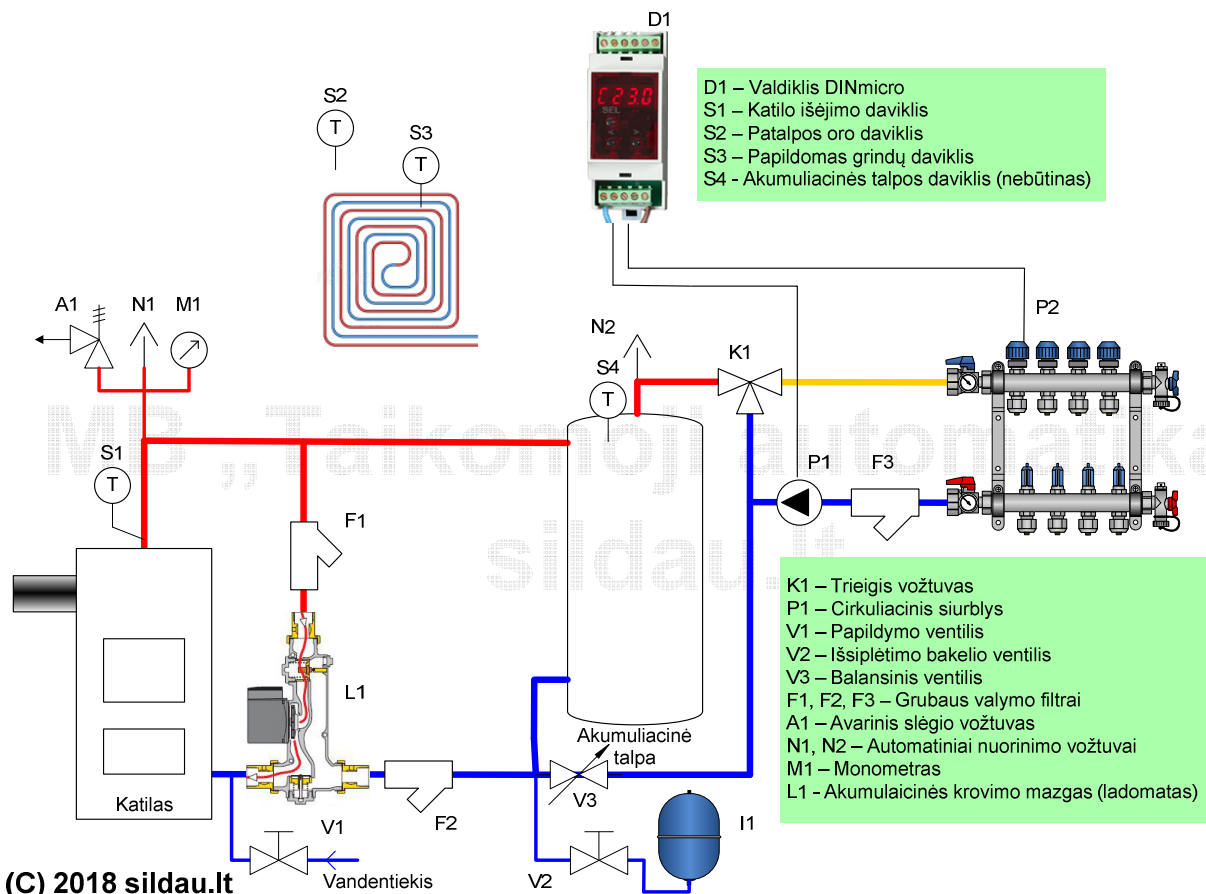 D1
D1 – Valdiklis DINmicro
S1 – Katilo išėjimo daviklis
S2 – Patalpos oro daviklis
S3 – Papildomas grindų daviklis
S4 - Akumuliacinės talpos daviklis (nebūtinas)
C23.0
SEL
< >
S2
T
S3
T
A1
N1
M1
N2
S4
T
K1
P2
MB „Taikomoji automatika
sildau.lt
S1
T
P1
F3
F1
L1
K1 – Trieigis vožtuvas
P1 – Cirkuliacinis siurblys
V1 – Papildymo ventilis
V2 – Išsiplėtimo bakelio ventilis
V3 – Balansinis ventilis
F1, F2, F3 – Grubaus valymo filtrai
A1 – Avarinis slėgio vožtuvas
N1, N2 – Automatiniai nuorinimo vožtuvai
M1 – Monometras
L1 - Akumulaicinės krovimo mazgas (ladomatas)
Akumuliacinė
talpa
Katilas
V3
F2
V1
I1
V2
Vandentiekis
(C) 2018 sildau.lt